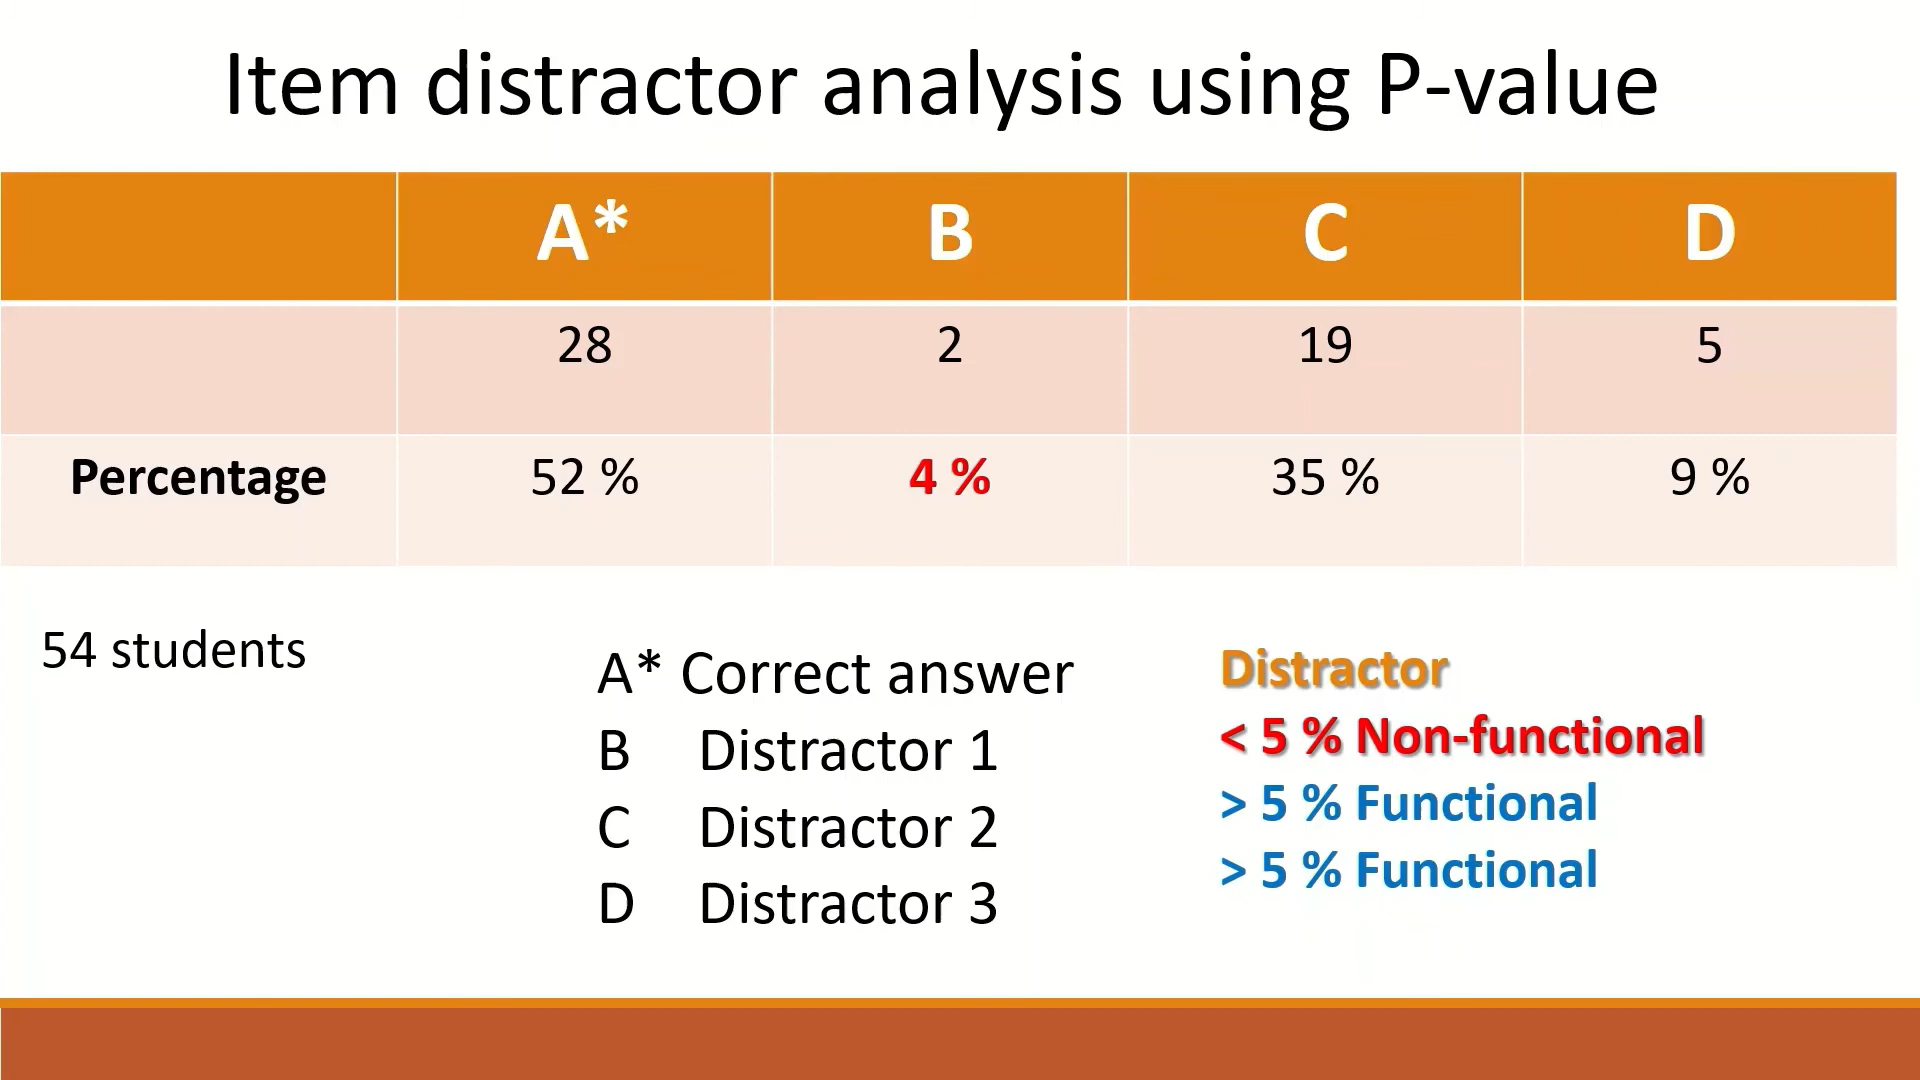 Item distractor analysis using P-value
A* B C D
28 2 19 5
Percentage 52 % 4 % 35 % 9 %
54 students
A* Correct answer
B Distractor 1
C Distractor 2
D Distractor 3
Distractor
< 5 % Non-functional
> 5 % Functional
> 5 % Functional